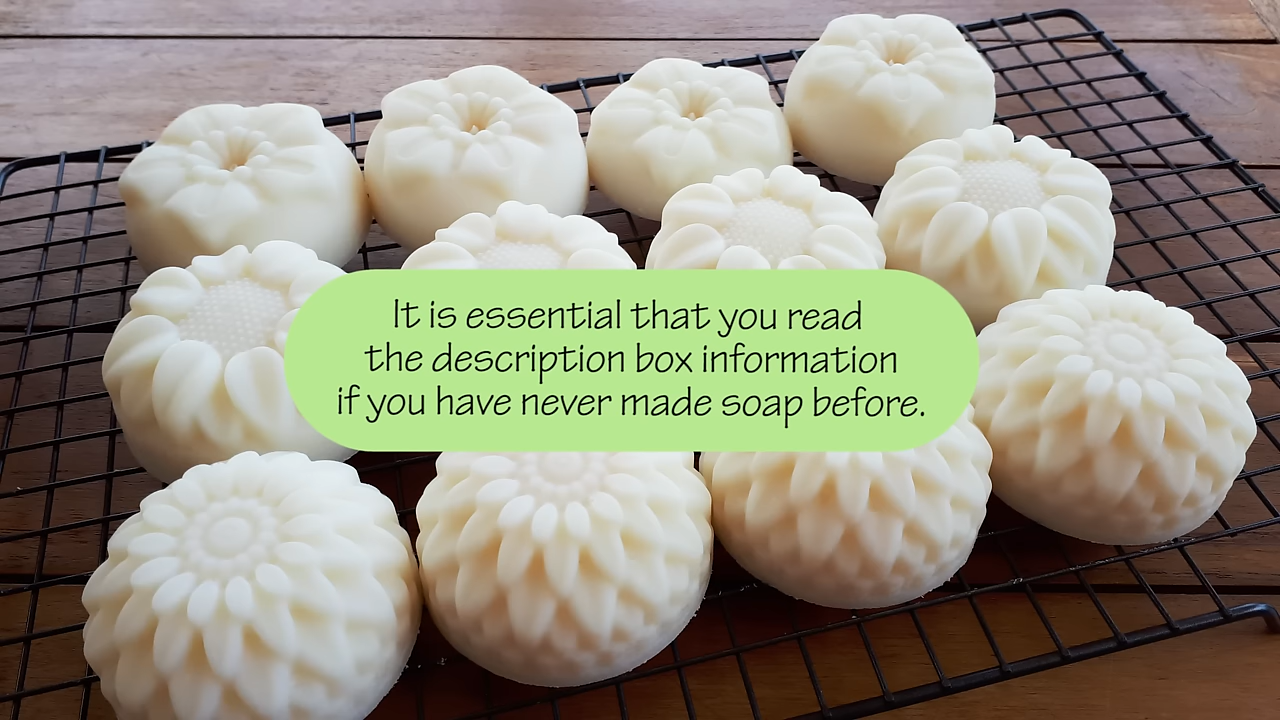 It is essential that you read
the description box information
if you have never made soap before.